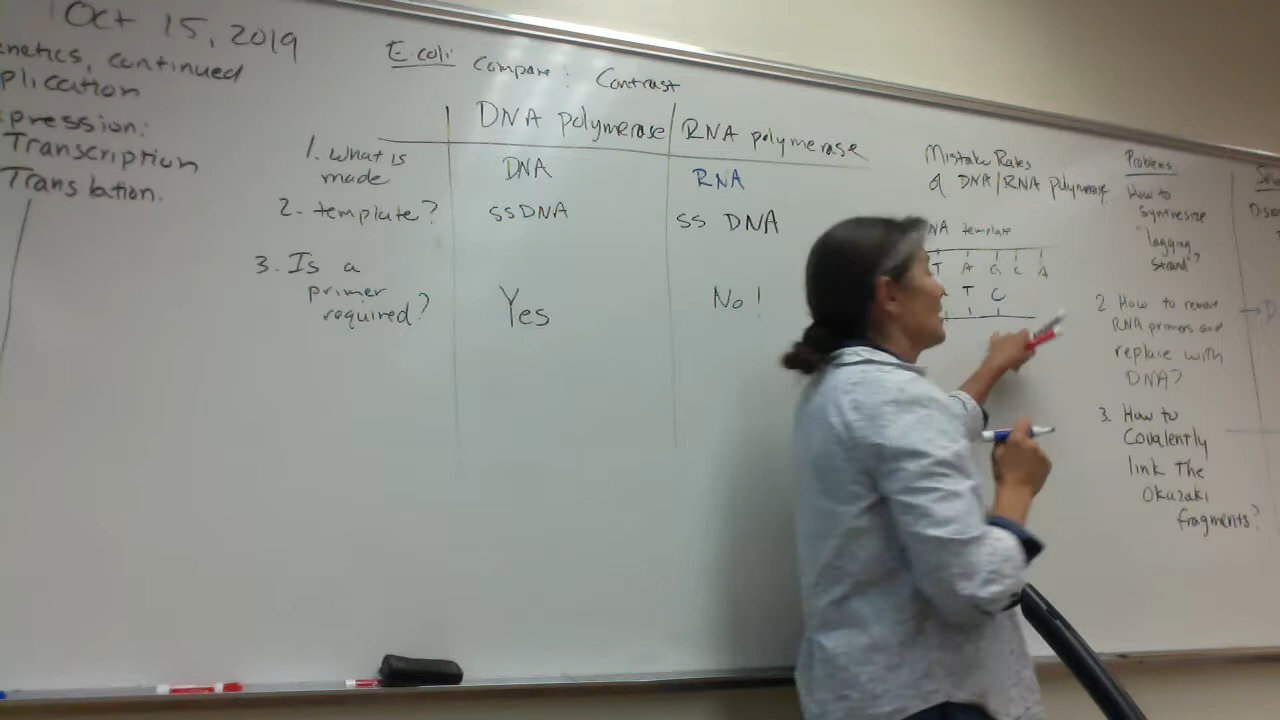 Oct 15, 2019
enetics, continued
plication
pression:
Transcription
Translation.
E coli: Compare: Contrast
DNA polymerase/RNA polymerase
1. What is
made
DNA
RNA
2. template?
ssDNA
ss DNA
3. Is a
primer
required?
Yes
No!
Mistake Rates
of DNA/RNA polymerase
NA template
T A G C A
T C
Problems
How to
synthesize
"lagging
strand"?
2 How to remove
RNA primers and
replace with
DNA?
3. How to
Covalently
link the
Okazaki
fragments?